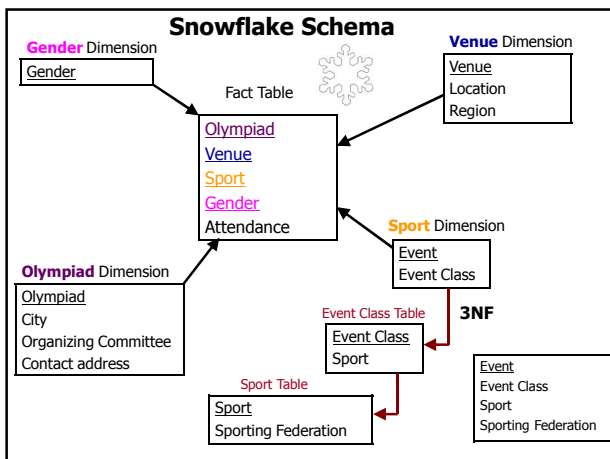 Snowflake Schema
Gender Dimension
Gender
Venue Dimension
Venue
Location
Region
Fact Table
Olympiad
Venue
Sport
Gender
Attendance
Sport Dimension
Event
Event Class
Olympiad Dimension
Olympiad
City
Organizing Committee
Contact address
3NF
Event Class Table
Event Class
Sport
Sport Table
Sport
Sporting Federation
Event
Event Class
Sport
Sporting Federation